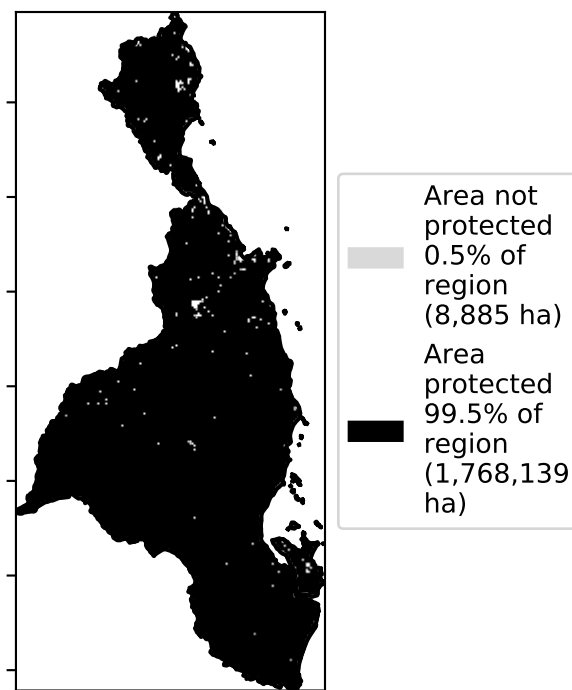 Area not
protected
0.5% of
region
(8,885 ha)
Area
protected
99.5% of
region
(1,768,139
ha)